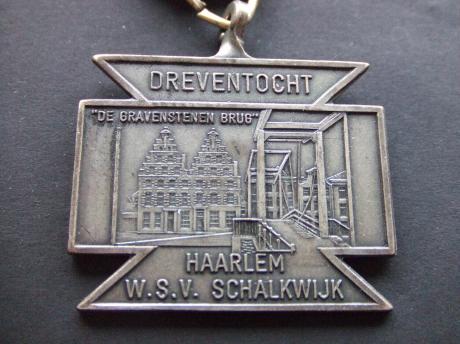 DREVENTOCHT
"DE GRAVENSTENEN BRUG"
HAARLEM
W.S.V. SCHALKWIJK